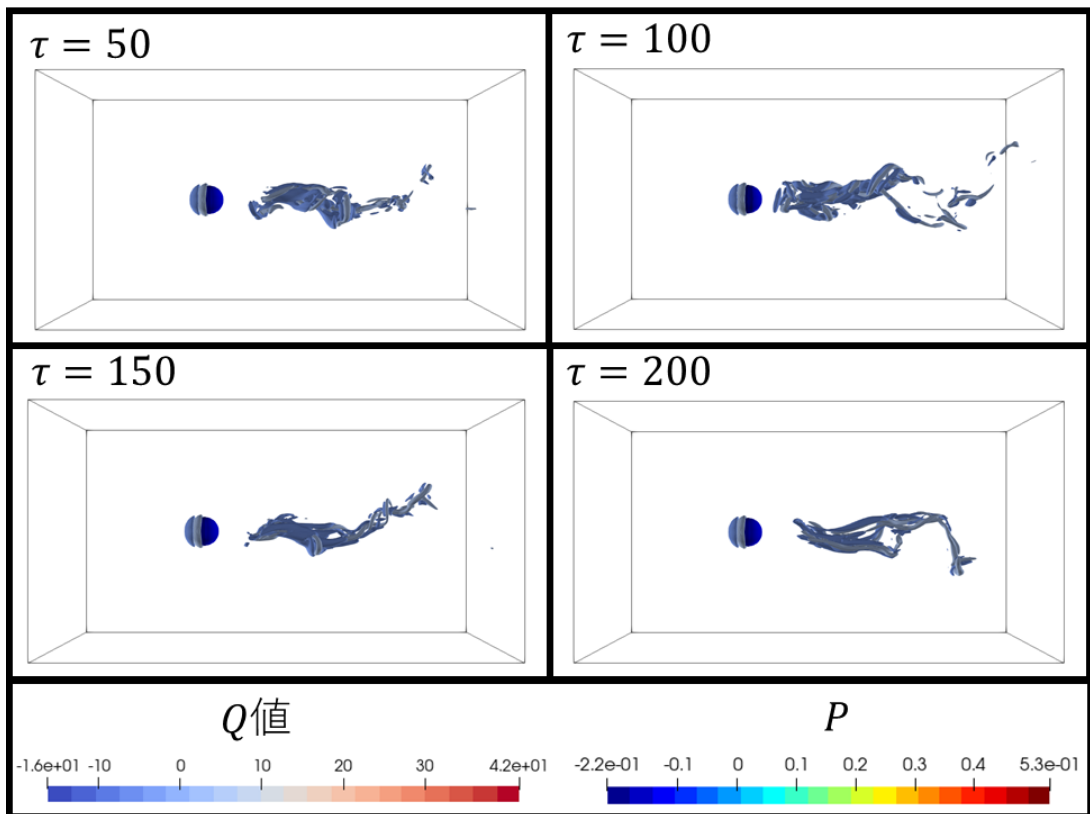 τ = 50
τ = 100
τ = 150
τ = 200
Q値
-1.6e+01 -10 0 10 20 30 4.2e+01
P
-2.2e-01 -0.1 0 0.1 0.2 0.3 0.4 5.3e-01